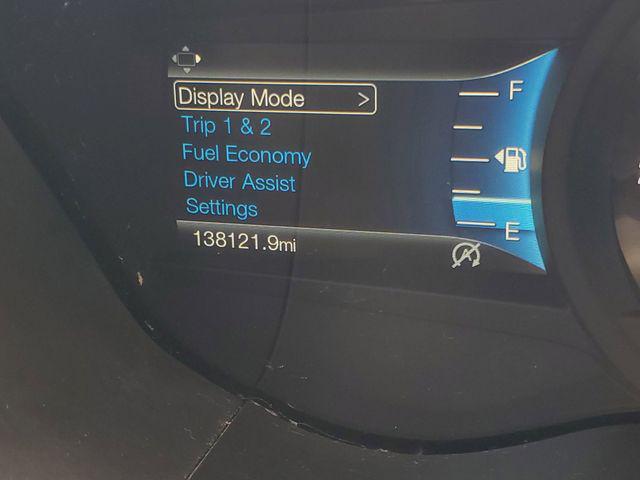 Display Mode >
Trip 1 & 2
Fuel Economy
Driver Assist
Settings
138121.9mi
F
E
A